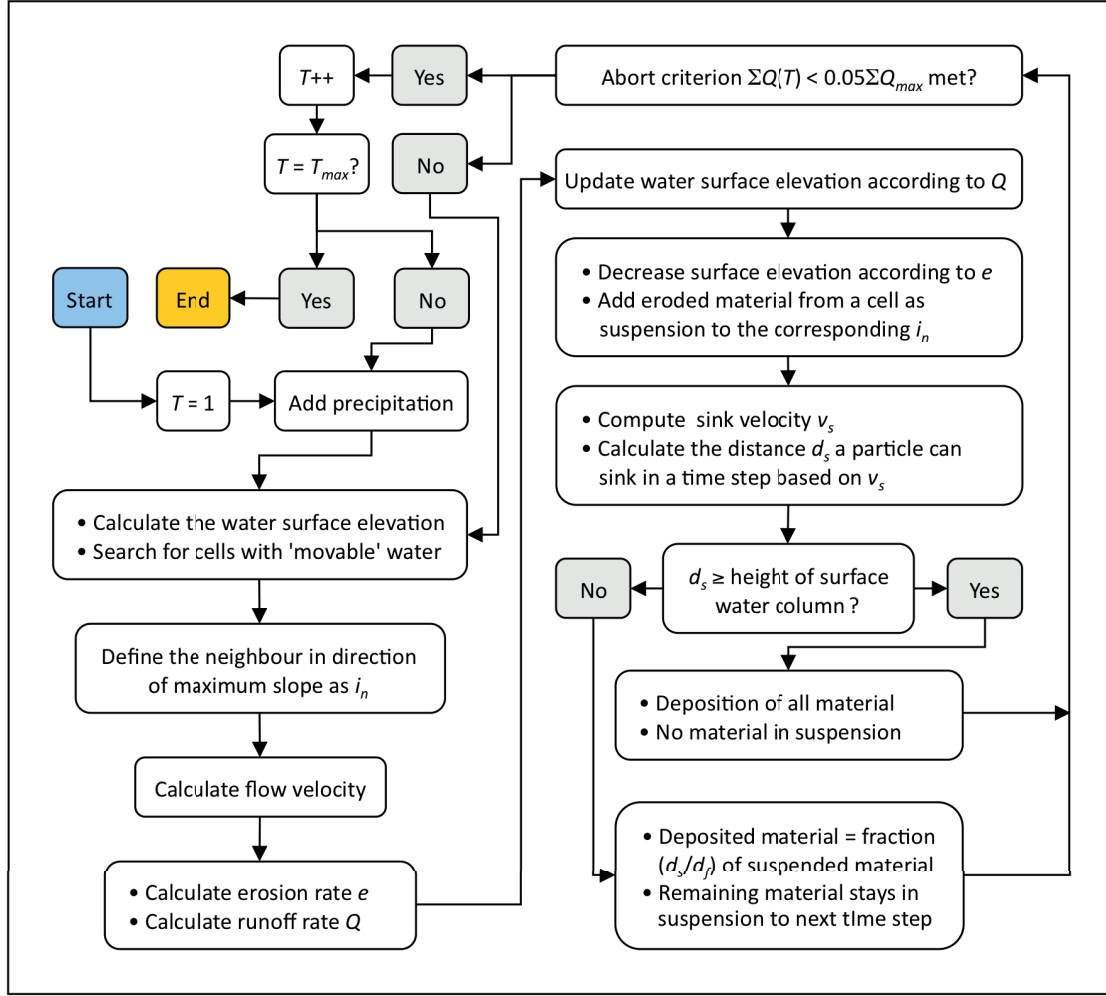 T++
Yes
Abort criterion ΣQ(T) < 0.05ΣQmax met?
T = Tmax?
No
Start
End
Yes
No
T = 1
Add precipitation
• Calculate the water surface elevation
• Search for cells with 'movable' water
Define the neighbour in direction
of maximum slope as in
Calculate flow velocity
• Calculate erosion rate e
• Calculate runoff rate Q
Update water surface elevation according to Q
• Decrease surface elevation according to e
• Add eroded material from a cell as
suspension to the corresponding in
• Compute sink velocity vs
• Calculate the distance ds a particle can
sink in a time step based on vs
No
ds ≥ height of surface
water column ?
Yes
• Deposition of all material
• No material in suspension
• Deposited material = fraction
(ds/df) of suspended material
• Remaining material stays in
suspension to next tIme step